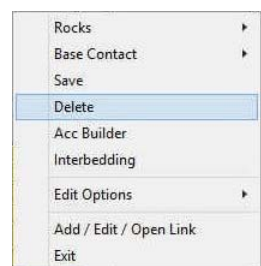 Rocks
Base Contact
Save
Delete
Acc Builder
Interbedding
Edit Options
Add / Edit / Open Link
Exit